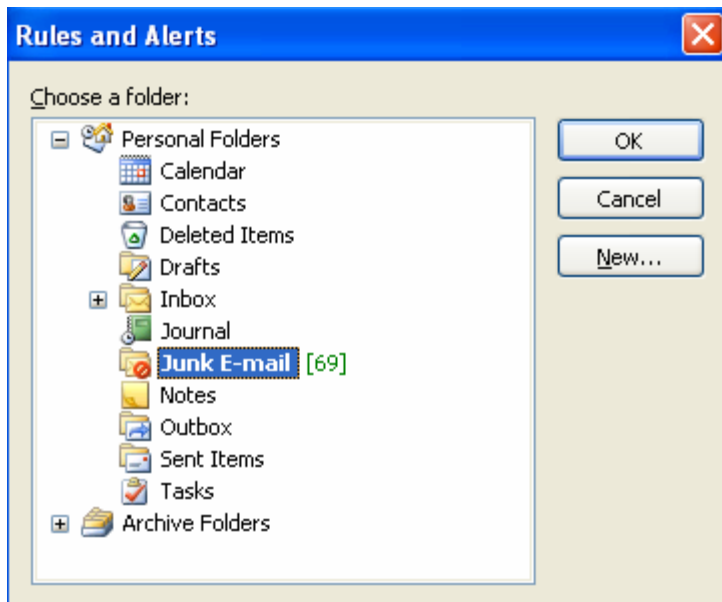 Rules and Alerts
Choose a folder:
Personal Folders
Calendar
Contacts
Deleted Items
Drafts
Inbox
Journal
Junk E-mail [69]
Notes
Outbox
Sent Items
Tasks
Archive Folders
OK
Cancel
New...